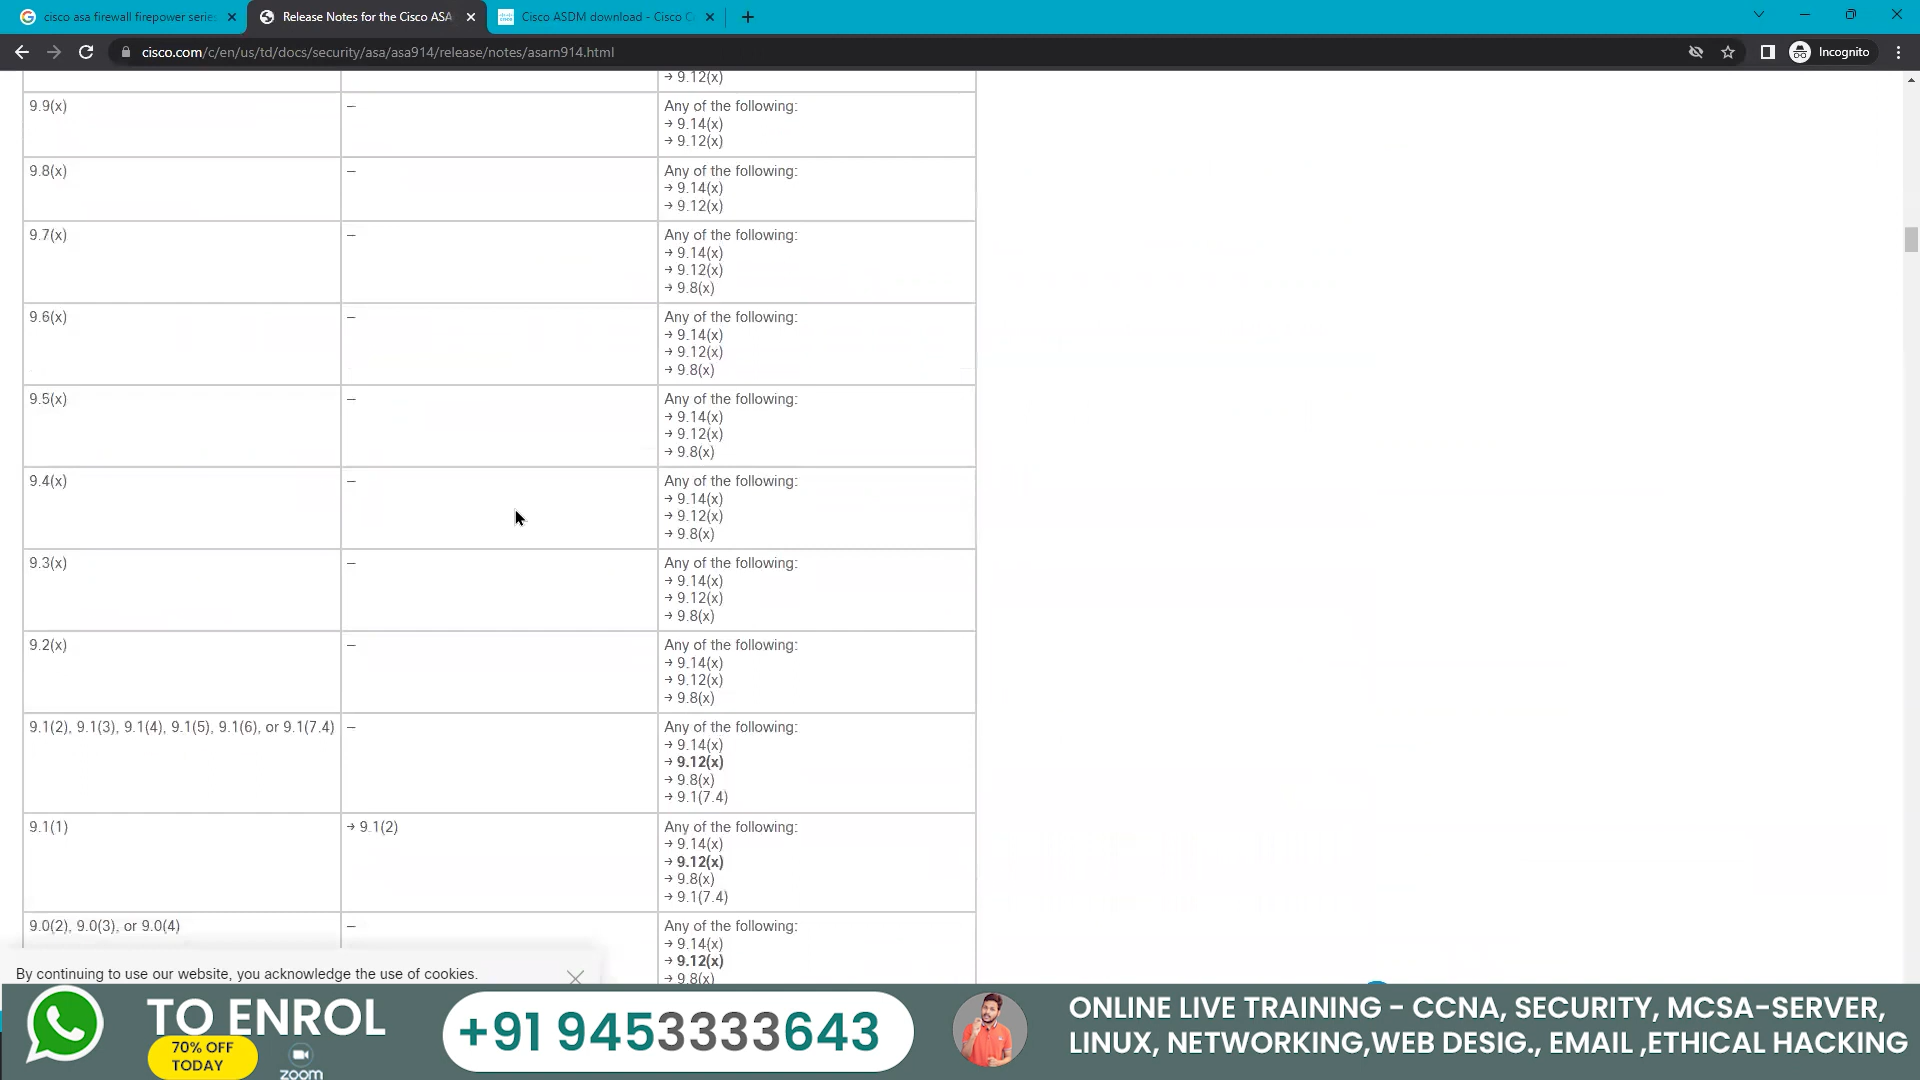 cisco asa firewall firepower series
Release Notes for the Cisco ASA
Cisco ASDM download - Cisco C
cisco.com/c/en/us/td/docs/security/asa/asa914/release/notes/asarn914.html
Incognito
→ 9.12(x)
9.9(x)
–
Any of the following:
→ 9.14(x)
→ 9.12(x)
9.8(x)
–
Any of the following:
→ 9.14(x)
→ 9.12(x)
9.7(x)
–
Any of the following:
→ 9.14(x)
→ 9.12(x)
→ 9.8(x)
9.6(x)
–
Any of the following:
→ 9.14(x)
→ 9.12(x)
→ 9.8(x)
9.5(x)
–
Any of the following:
→ 9.14(x)
→ 9.12(x)
→ 9.8(x)
9.4(x)
–
Any of the following:
→ 9.14(x)
→ 9.12(x)
→ 9.8(x)
9.3(x)
–
Any of the following:
→ 9.14(x)
→ 9.12(x)
→ 9.8(x)
9.2(x)
–
Any of the following:
→ 9.14(x)
→ 9.12(x)
→ 9.8(x)
9.1(2), 9.1(3), 9.1(4), 9.1(5), 9.1(6), or 9.1(7.4)
–
Any of the following:
→ 9.14(x)
→ 9.12(x)
→ 9.8(x)
→ 9.1(7.4)
9.1(1)
→ 9.1(2)
Any of the following:
→ 9.14(x)
→ 9.12(x)
→ 9.8(x)
→ 9.1(7.4)
9.0(2), 9.0(3), or 9.0(4)
–
Any of the following:
→ 9.14(x)
→ 9.12(x)
→ 9.8(x)
By continuing to use our website, you acknowledge the use of cookies.
TO ENROL
70% OFF
TODAY
zoom
+91 9453333643
ONLINE LIVE TRAINING - CCNA, SECURITY, MCSA-SERVER,
LINUX, NETWORKING,WEB DESIG., EMAIL ,ETHICAL HACKING